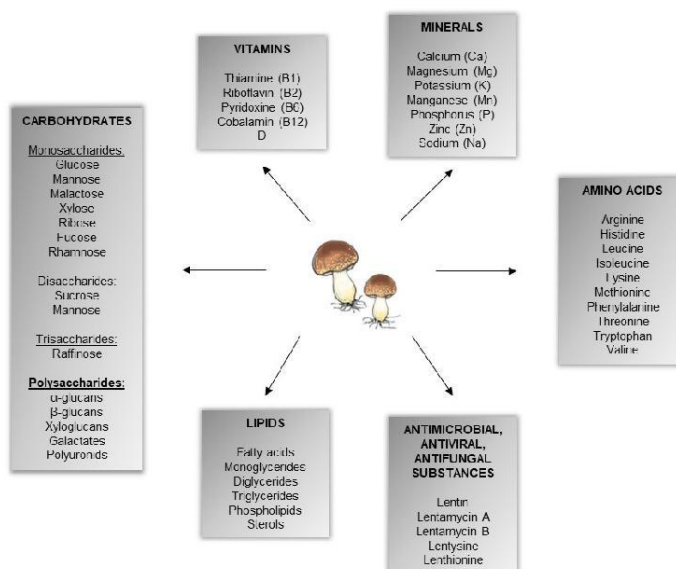 VITAMINS
Thiamine (B1)
Riboflavin (B2)
Pyridoxine (B6)
Cobalamin (B12)
D
MINERALS
Calcium (Ca)
Magnesium (Mg)
Potassium (K)
Manganese (Mn)
Phosphorus (P)
Zinc (Zn)
Sodium (Na)
CARBOHYDRATES
Monosaccharides:
Glucose
Mannose
Malactose
Xylose
Ribose
Fucose
Rhamnose
Disaccharides:
Sucrose
Mannose
Trisaccharides:
Raffinose
Polysaccharides:
α-glucans
β-glucans
Xyloglucans
Galactates
Polyuronids
AMINO ACIDS
Arginine
Histidine
Leucine
Isoleucine
Lysine
Methionine
Phenylalanine
Threonine
Tryptophan
Valine
LIPIDS
Fatty acids
Monoglycerides
Diglycerides
Triglycerides
Phospholipids
Sterols
ANTIMICROBIAL,
ANTIVIRAL,
ANTIFUNGAL
SUBSTANCES
Lentin
Lentamycin A
Lentamycin B
Lentysine
Lenthionine